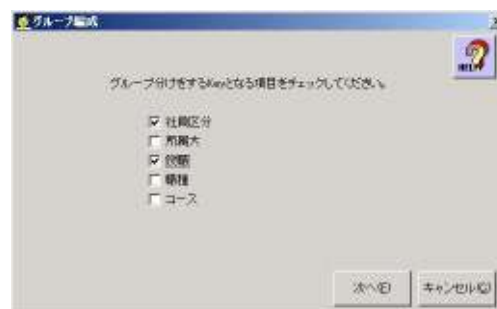 グループ編成
HELP
グループ分けをするKeyとなる項目をチェックしてください。
社員区分
所属大
役職
職種
コース
次へ(F)
キャンセル(C)